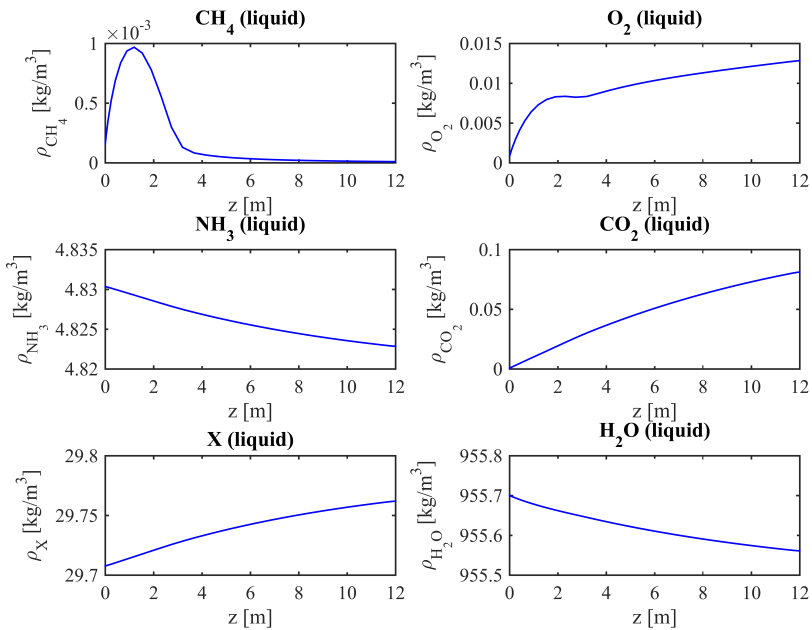 CH4 (liquid)
×10-3
1
0.5
0
ρCH4 [kg/m3]
0 2 4 6 8 10 12
z [m]
O2 (liquid)
0.015
0.01
0.005
0
ρO2 [kg/m3]
0 2 4 6 8 10 12
z [m]
NH3 (liquid)
4.835
4.83
4.825
4.82
ρNH3 [kg/m3]
0 2 4 6 8 10 12
z [m]
CO2 (liquid)
0.1
0.05
0
ρCO2 [kg/m3]
0 2 4 6 8 10 12
z [m]
X (liquid)
29.8
29.75
29.7
ρX [kg/m3]
0 2 4 6 8 10 12
z [m]
H2O (liquid)
955.8
955.7
955.6
955.5
ρH2O [kg/m3]
0 2 4 6 8 10 12
z [m]